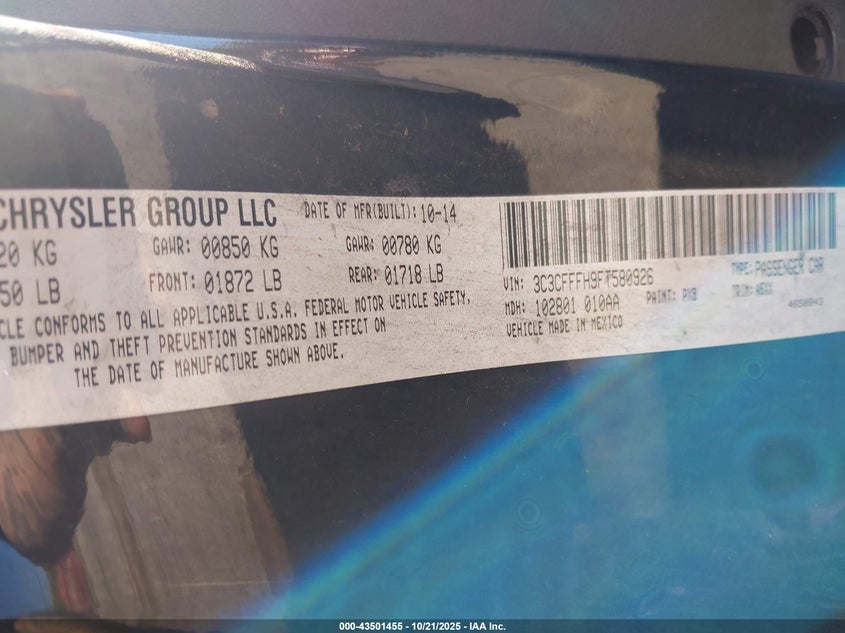 CHRYSLER GROUP LLC DATE OF MFR(BUILT): 10-14
20 KG GAWR: 00850 KG GAWR: 00780 KG
50 LB FRONT: 01872 LB REAR: 01718 LB
CLE CONFORMS TO ALL APPLICABLE U.S.A. FEDERAL MOTOR VEHICLE SAFETY,
BUMPER AND THEFT PREVENTION STANDARDS IN EFFECT ON
THE DATE OF MANUFACTURE SHOWN ABOVE.
VIN: 3C3CFFFH9FT580926 TYPE: PASSENGER CAR
MDH: 102801 010AA PAINT: PXB TRIM:
VEHICLE MADE IN MEXICO
000-43501455 - 10/21/2025 - IAA Inc.